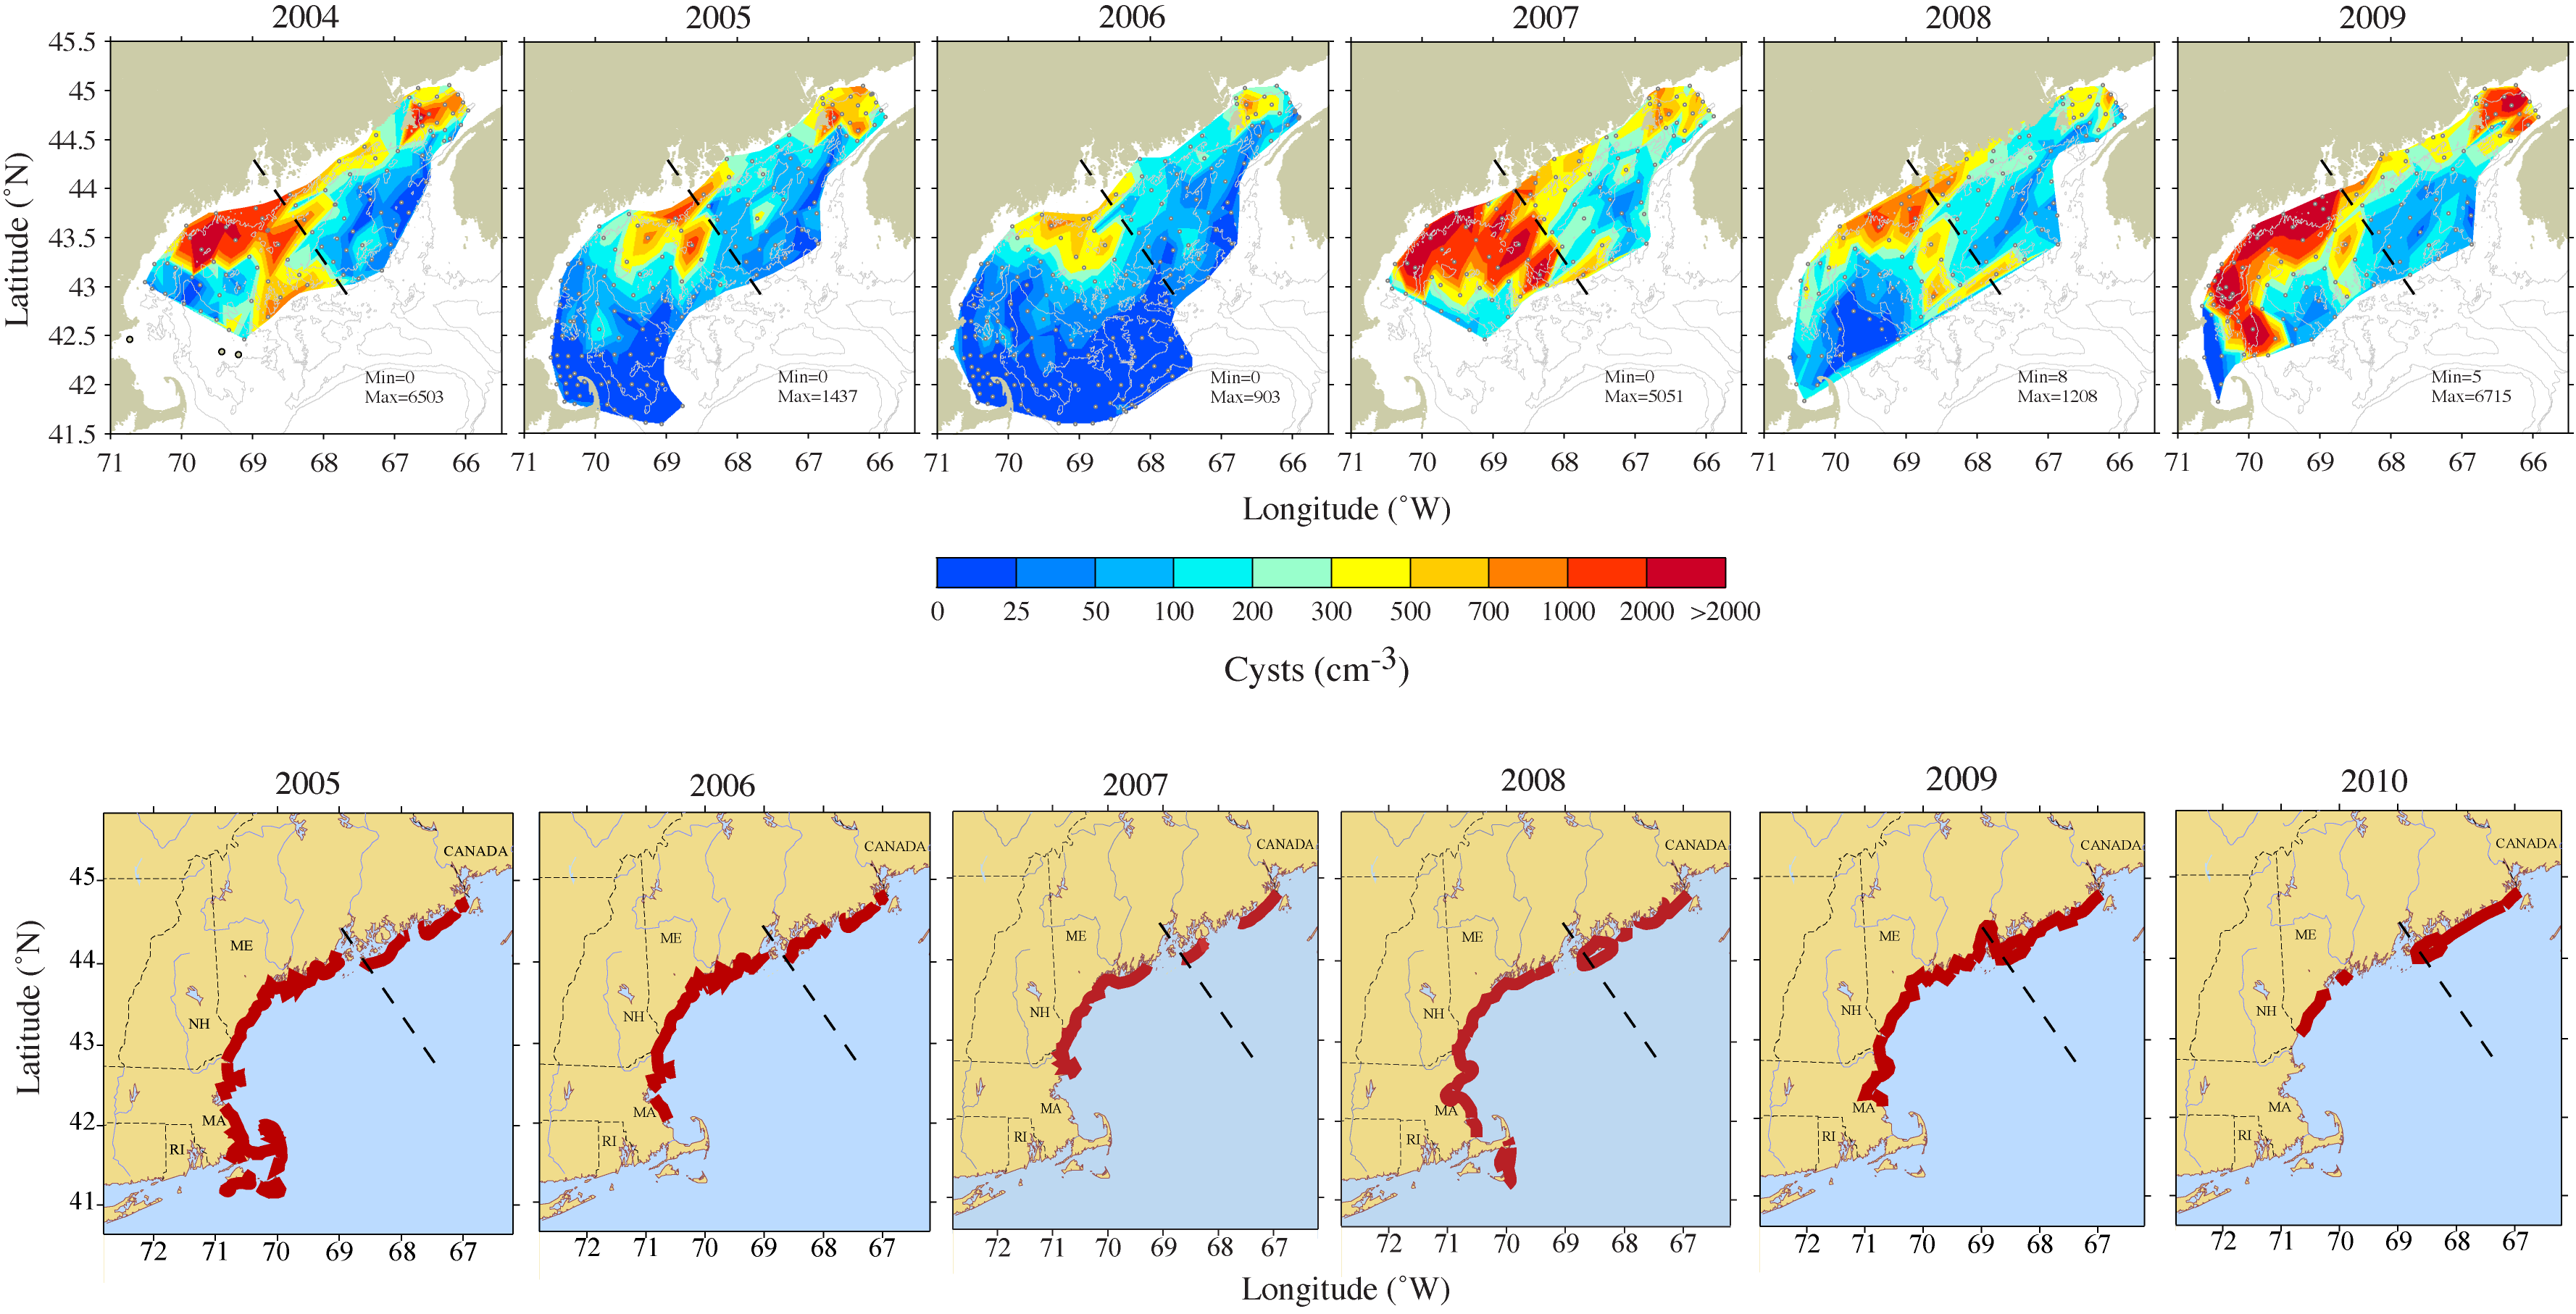 2004 2005 2006 2007 2008 2009
45.5
45
44.5
44
43.5
43
42.5
42
41.5
Latitude (˚N)
Min=0
Max=6503
Min=0
Max=1437
Min=0
Max=903
Min=0
Max=5051
Min=8
Max=1208
Min=5
Max=6715
71 70 69 68 67 66
71 70 69 68 67 66
71 70 69 68 67 66
71 70 69 68 67 66
71 70 69 68 67 66
71 70 69 68 67 66
Longitude (˚W)
0 25 50 100 200 300 500 700 1000 2000 >2000
Cysts (cm-3)
2005 2006 2007 2008 2009 2010
45
44
43
42
41
Latitude (˚N)
CANADA
ME
NH
MA
RI
CANADA
ME
NH
MA
RI
CANADA
ME
NH
MA
RI
CANADA
ME
NH
MA
RI
CANADA
ME
NH
MA
RI
CANADA
ME
NH
MA
RI
72 71 70 69 68 67
72 71 70 69 68 67
72 71 70 69 68 67
72 71 70 69 68 67
72 71 70 69 68 67
72 71 70 69 68 67
Longitude (˚W)